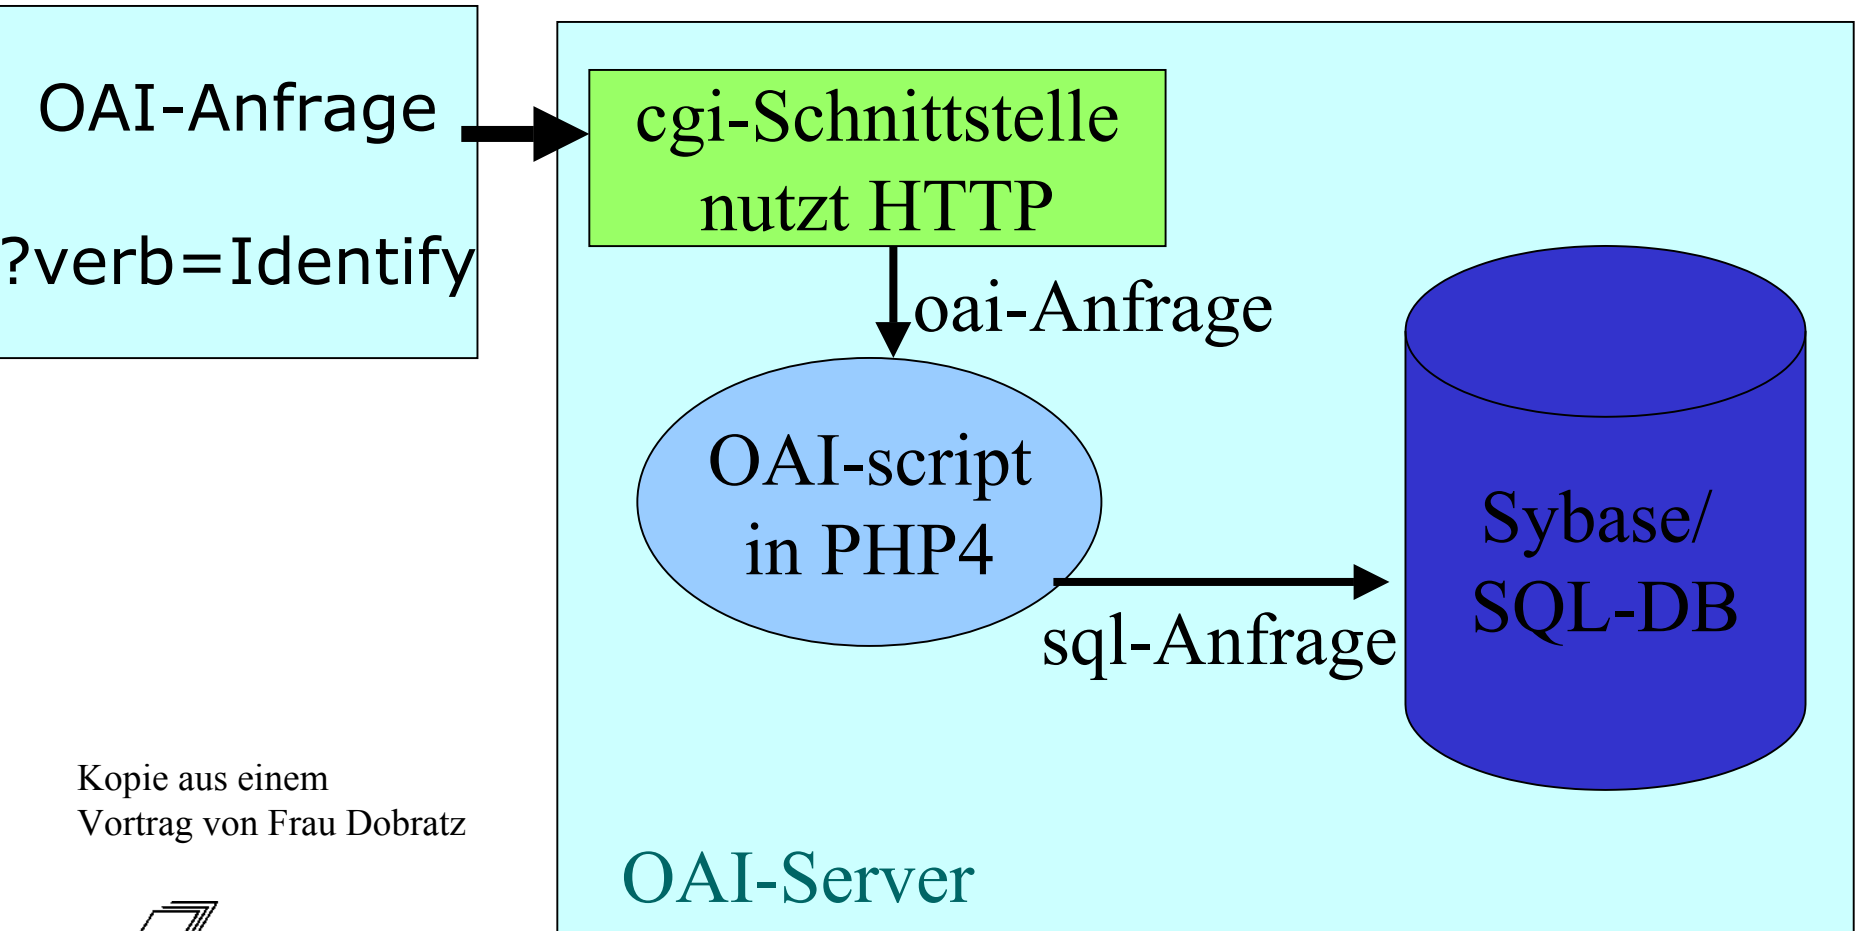 OAI-Anfrage
?verb=Identify
cgi-Schnittstelle
nutzt HTTP
oai-Anfrage
OAI-script
in PHP4
sql-Anfrage
Sybase/
SQL-DB
Kopie aus einem
Vortrag von Frau Dobratz
OAI-Server